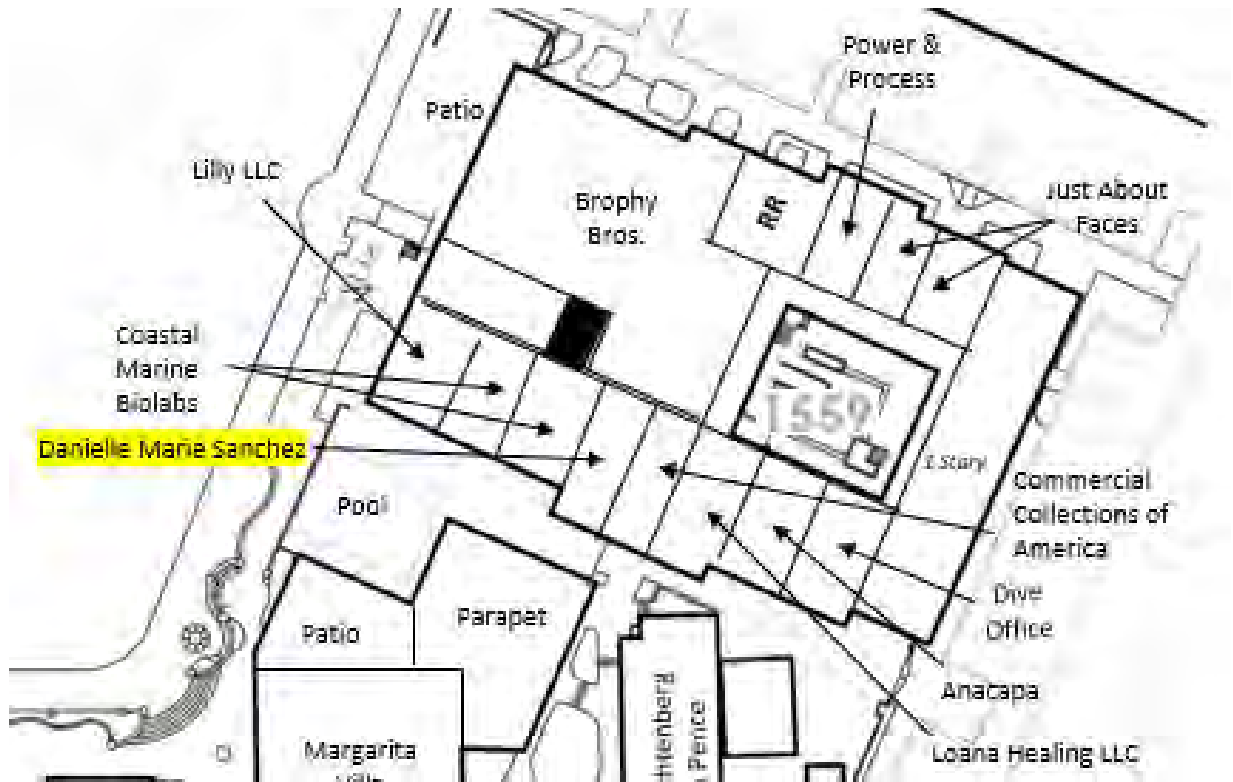 Power &
Process
Patio
Lilly LLC
Brophy
Bros.
RR
Just About
Faces
Coastal
Marine
Biolabs
1559
Danielle Marie Sanchez
1 Story
Commercial
Collections of
America
Pool
Dive
Office
Parapet
Patio
Anacapa
Loana Healing LLC
Margarita
Pence